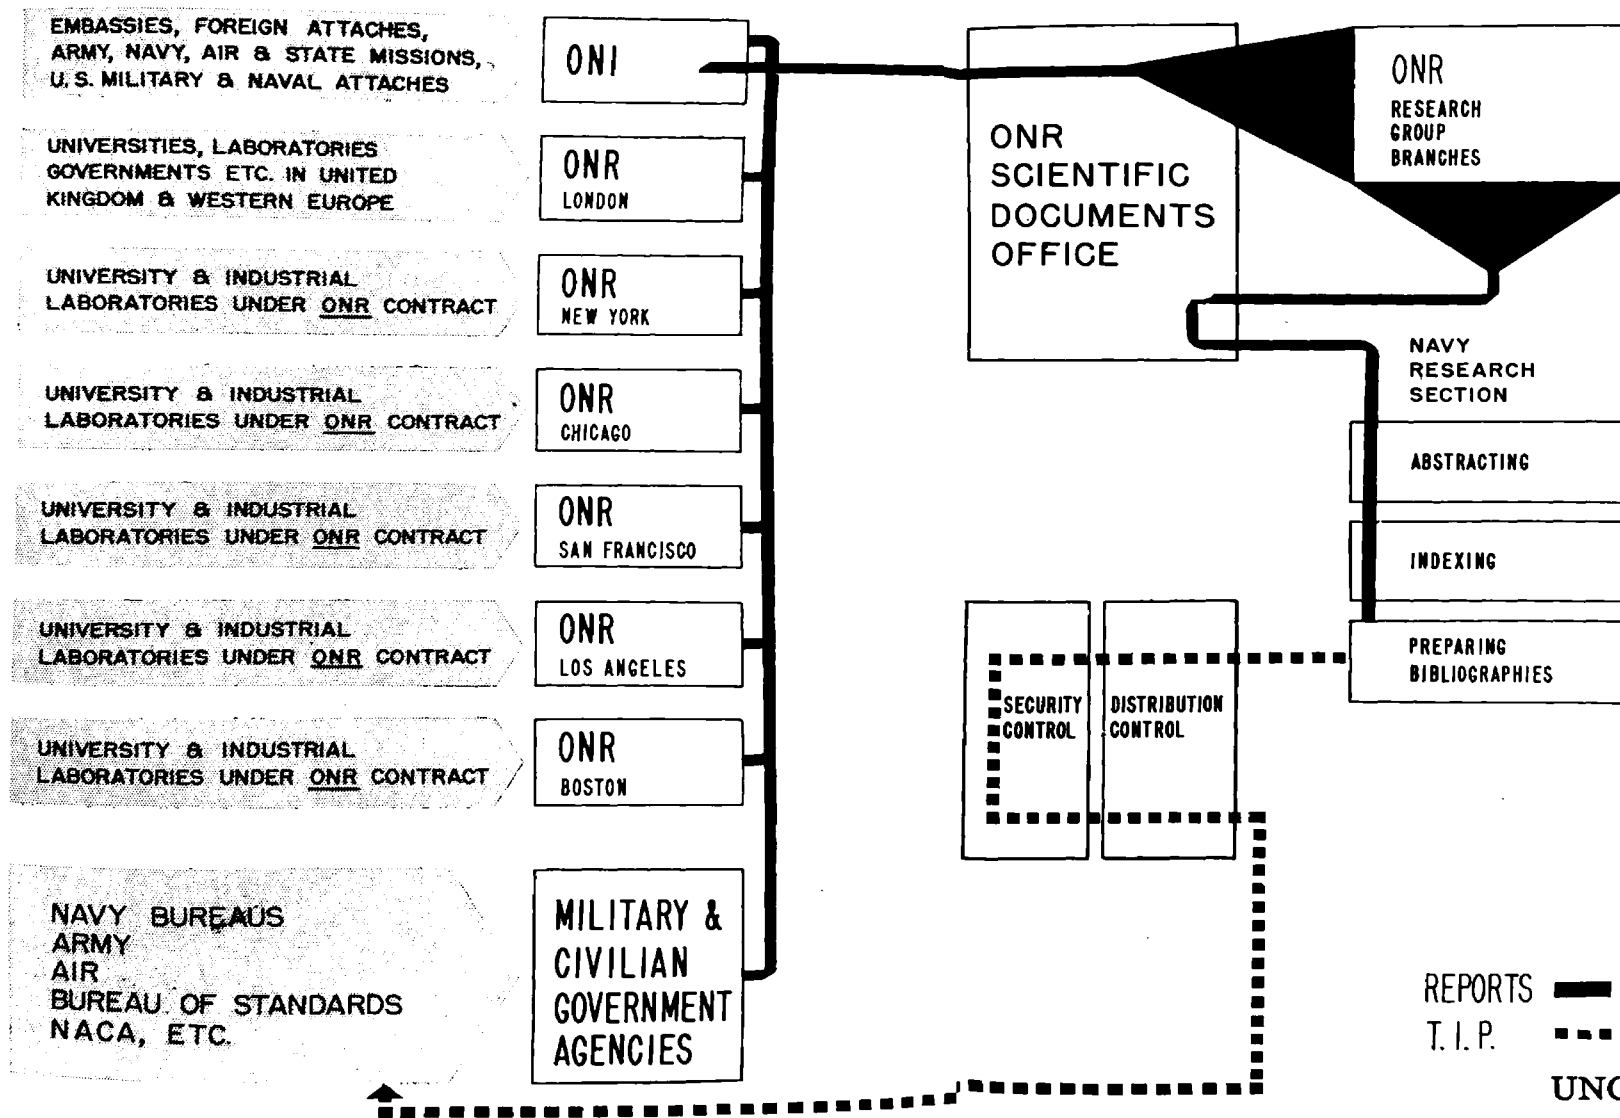 EMBASSIES, FOREIGN ATTACHES,
ARMY, NAVY, AIR & STATE MISSIONS,
U.S. MILITARY & NAVAL ATTACHES
ONI
UNIVERSITIES, LABORATORIES
GOVERNMENTS ETC. IN UNITED
KINGDOM & WESTERN EUROPE
ONR
LONDON
UNIVERSITY & INDUSTRIAL
LABORATORIES UNDER ONR CONTRACT
ONR
NEW YORK
UNIVERSITY & INDUSTRIAL
LABORATORIES UNDER ONR CONTRACT
ONR
CHICAGO
UNIVERSITY & INDUSTRIAL
LABORATORIES UNDER ONR CONTRACT
ONR
SAN FRANCISCO
UNIVERSITY & INDUSTRIAL
LABORATORIES UNDER ONR CONTRACT
ONR
LOS ANGELES
UNIVERSITY & INDUSTRIAL
LABORATORIES UNDER ONR CONTRACT
ONR
BOSTON
NAVY BUREAUS
ARMY
AIR
BUREAU OF STANDARDS
NACA, ETC.
MILITARY &
CIVILIAN
GOVERNMENT
AGENCIES
ONR
SCIENTIFIC
DOCUMENTS
OFFICE
ONR
RESEARCH
GROUP
BRANCHES
NAVY
RESEARCH
SECTION
ABSTRACTING
INDEXING
PREPARING
BIBLIOGRAPHIES
SECURITY
CONTROL
DISTRIBUTION
CONTROL
REPORTS
T.I.P.